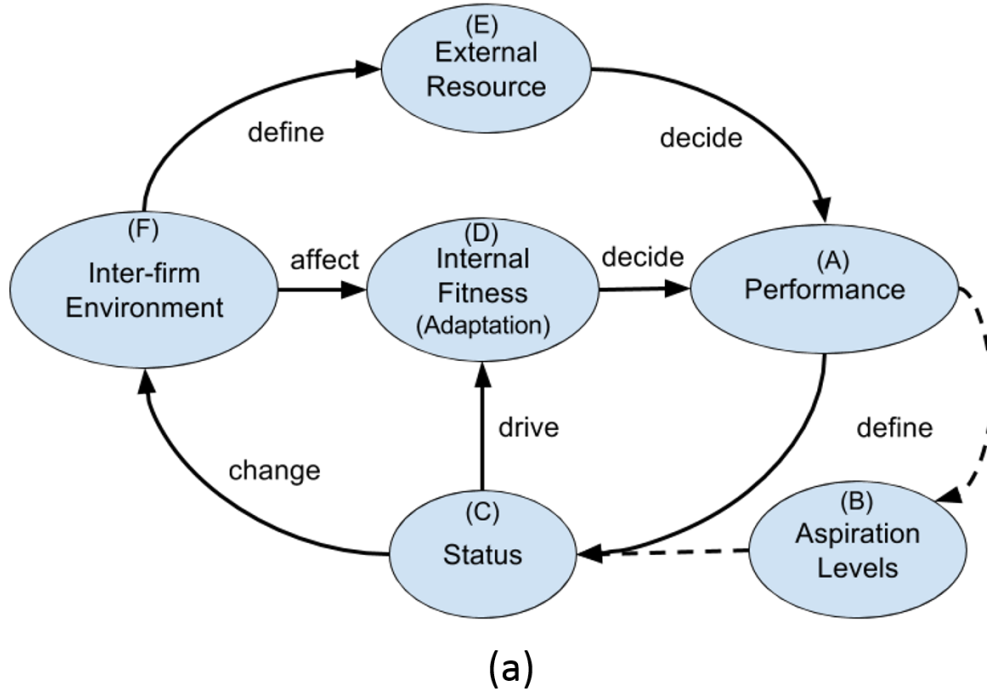 (E)
External
Resource
define
decide
(F)
Inter-firm
Environment
affect
(D)
Internal
Fitness
(Adaptation)
decide
(A)
Performance
drive
define
change
(C)
Status
(B)
Aspiration
Levels
(a)